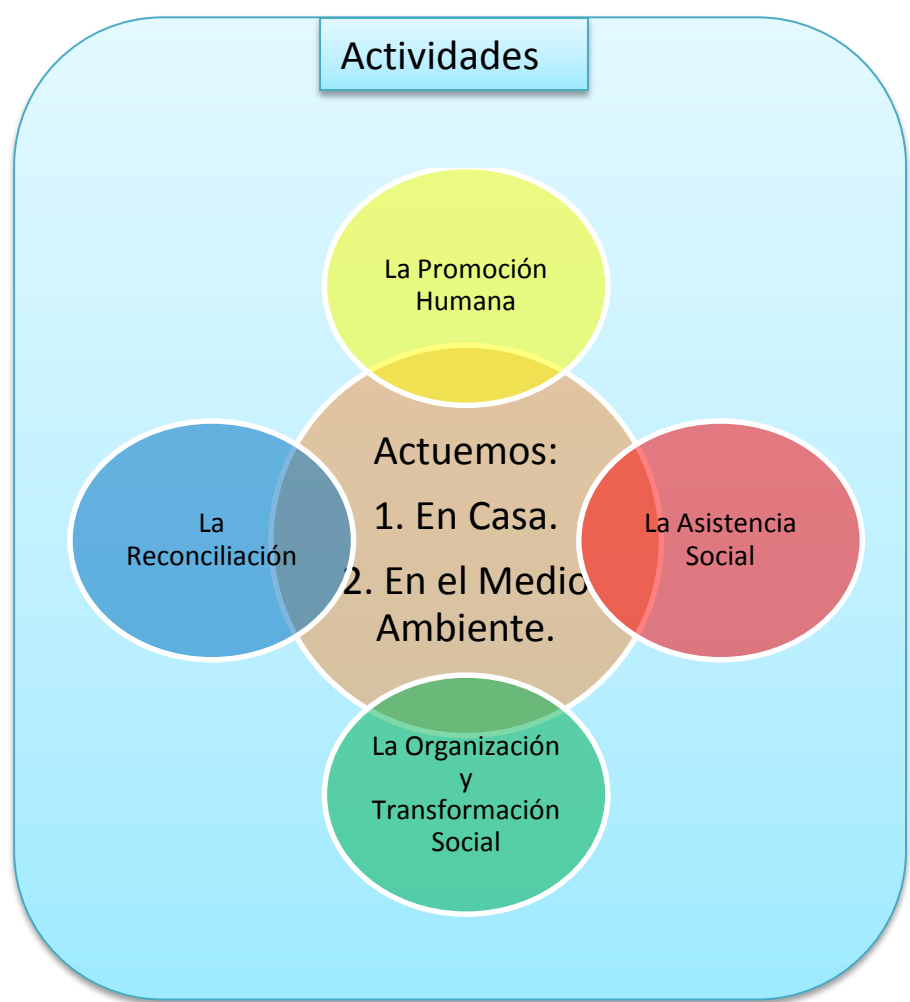 Actividades
La Promoción
Humana
Actuemos:
1. En Casa.
2. En el Medio
Ambiente.
La
Reconciliación
La Asistencia
Social
La Organización
y
Transformación
Social